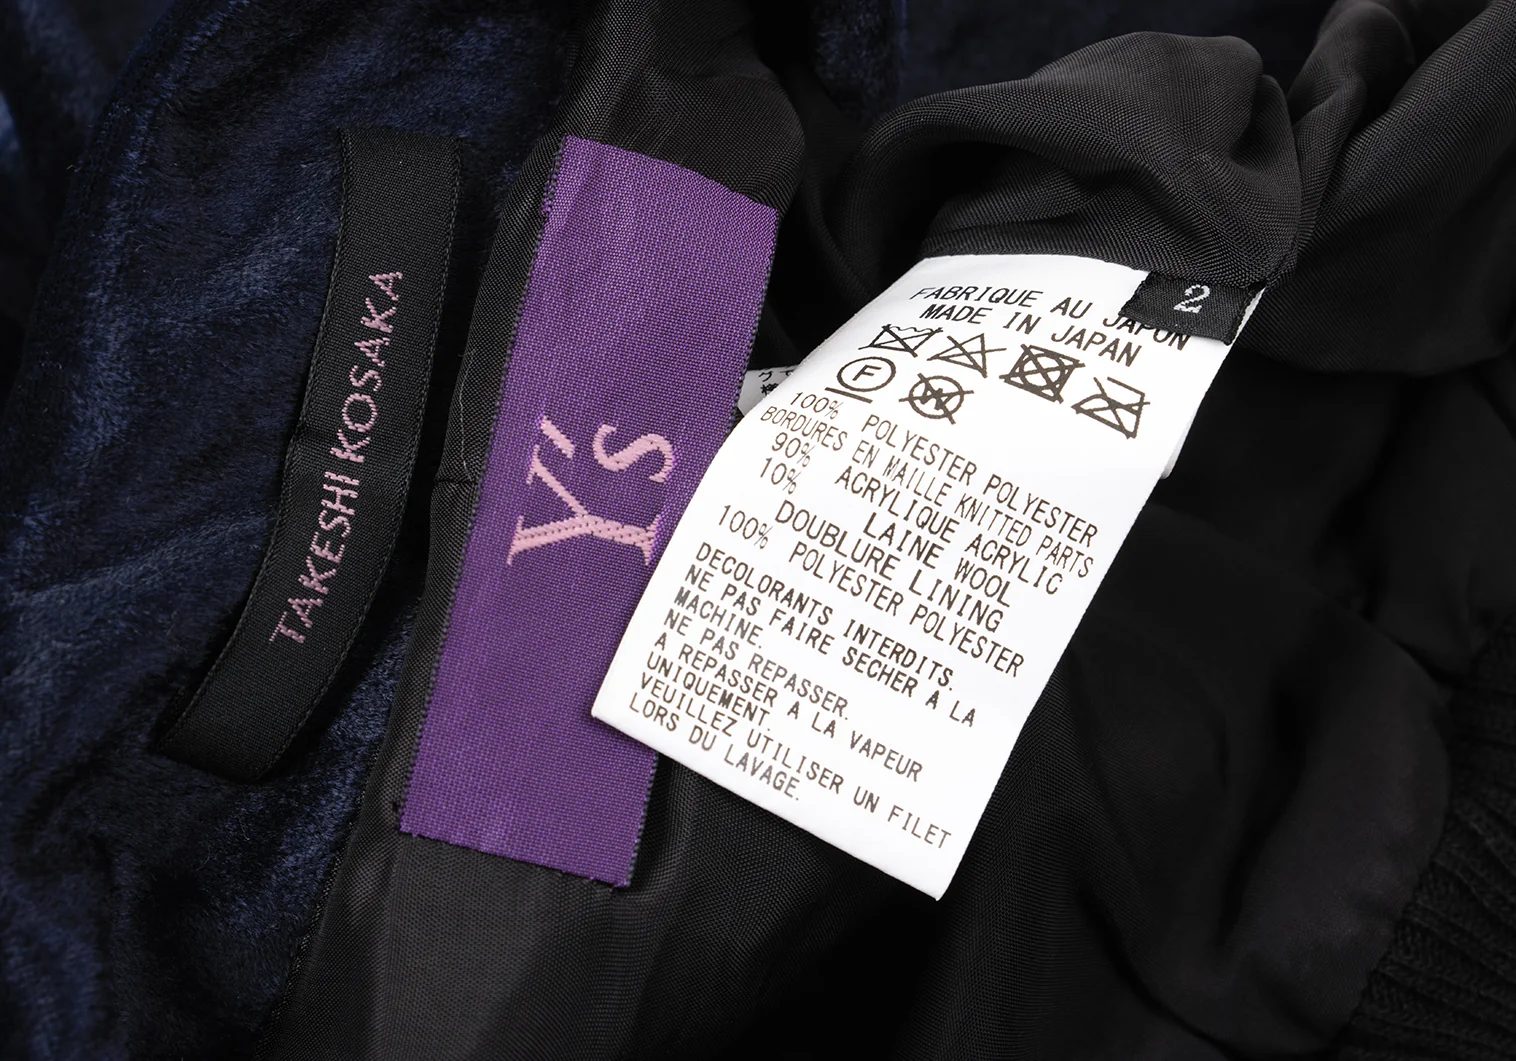 TAKESHI KOSAKA
Y's
2
FABRIQUE AU JAPON
MADE IN JAPAN
F
W
100% POLYESTER POLYESTER
BORDURES EN MAILLE KNITTED PARTS
90% ACRYLIQUE ACRYLIC
10% LAINE WOOL
DOUBLURE LINING
100% POLYESTER POLYESTER
DECOLORANTS INTERDITS.
NE PAS FAIRE SECHER A LA
MACHINE.
NE PAS REPASSER.
A REPASSER A LA VAPEUR
UNIQUEMENT.
VEUILLEZ UTILISER UN FILET
LORS DU LAVAGE.